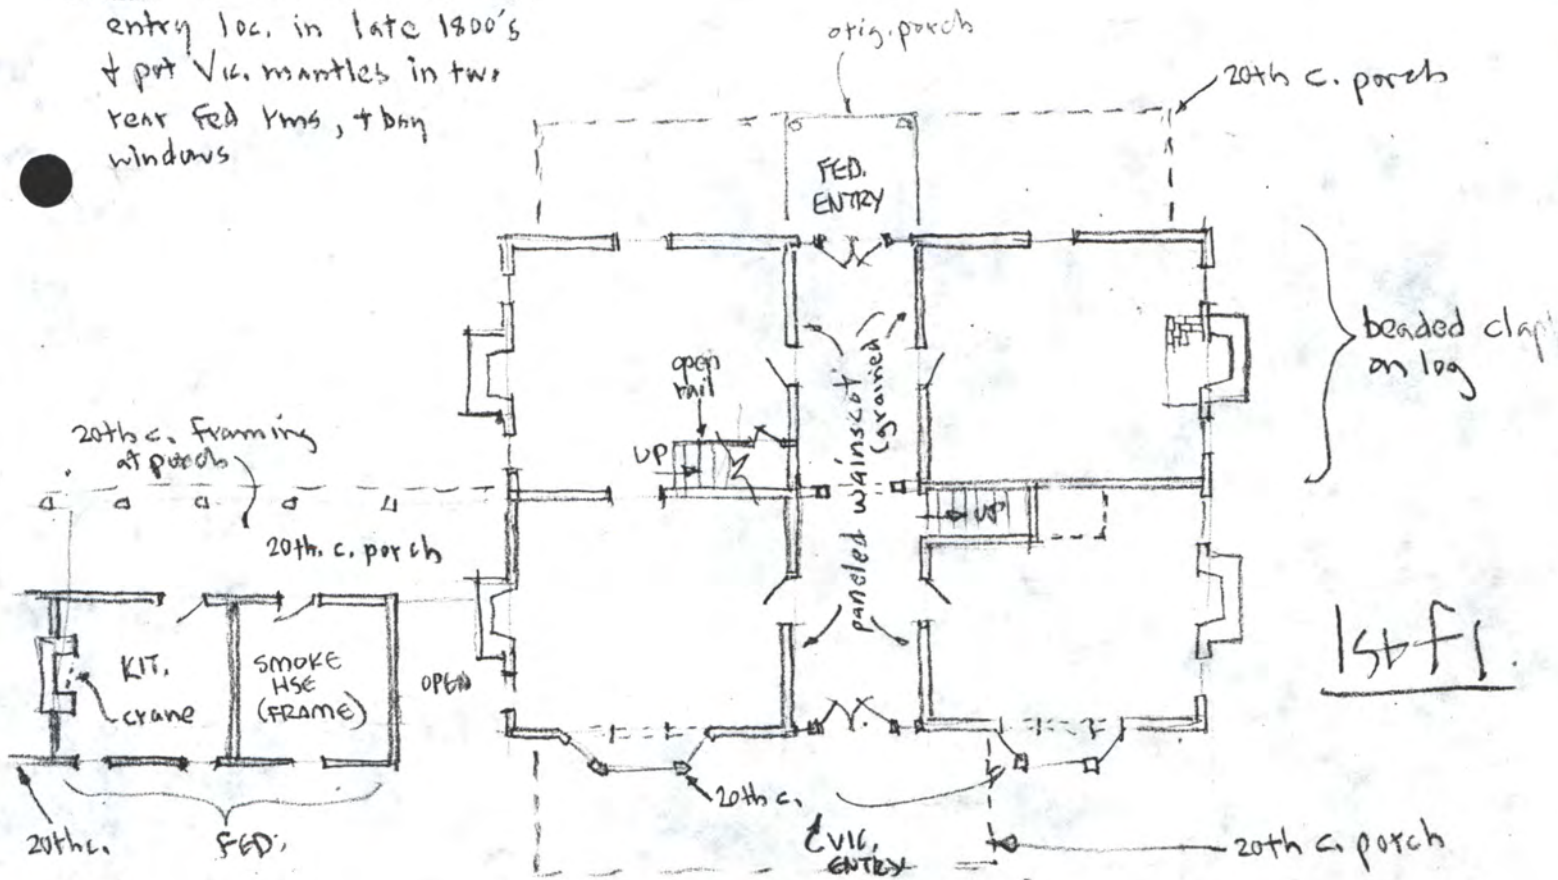 entry loc. in late 1800's
+ put Vic. mantles in two
rear Fed rms, + bay
windows
orig. porch
20th c. porch
FED.
ENTRY
beaded clap
on log
open
rail
UP
paneled wainscot
(grained)
UP
20th c. framing
at porch
20th. c. porch
KIT.
crane
SMOKE
HSE
(FRAME)
OPEN
1st fl.
20th c.
20th c.
FED.
VIC.
ENTRY
20th c. porch